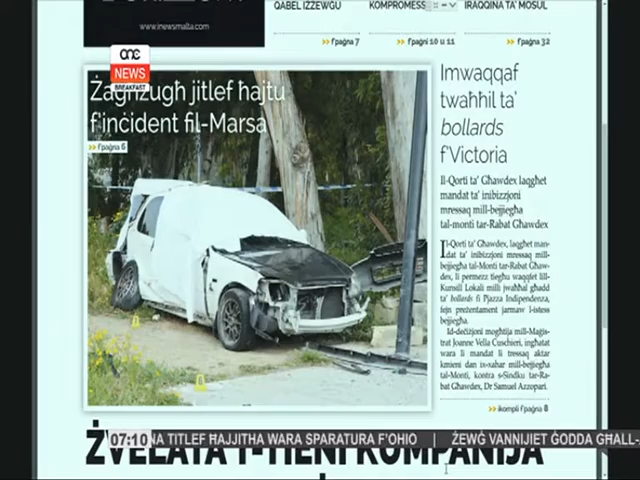 www.inewsmalta.com
QABEL IŻŻEWĠU
KOMPROMESS
IRAQINA TA' MOSUL
f'paġna 7
f'paġni 10 u 11
f'paġna 32
one
NEWS
BREAKFAST
Żagħżugħ jitlef ħajtu
f'inċident fil-Marsa
f'paġna 6
Imwaqqaf
twaħħil ta'
bollards
f'Victoria
Il-Qorti ta' Għawdex laqgħet
mandat ta' inibizzjoni
mressaq mill-bejjiegħa
tal-monti tar-Rabat Għawdex
Il-Qorti ta' Għawdex, laqgħet man-
dat ta' inibizzjoni mressaq mill-
bejjiegħa tal-Monti tar-Rabat Għaw-
dex, li permezz tiegħu waqqfet lill-
Kunsill Lokali milli jwaħħal għadd
ta' bollards fi Pjazza Indipendenza,
fejn preżentament jarmaw l-istess
bejjiegħa.
Id-deċiżjoni mogħtija mill-Maġis-
trat Joanne Vella Cuschieri, ingħatat
wara li mandat li tressaq aktar
kmieni dan ix-xahar mill-bejjiegħa
tal-Monti, kontra s-Sindku tar-Ra-
bat Għawdex, Dr Samuel Azzopardi.
ikompli f'paġna 8
07:10
NA TITLEF ĦAJJITHA WARA SPARATURA F'OHIO | ŻEWĠ VANNIJIET ĠODDA GĦALL-